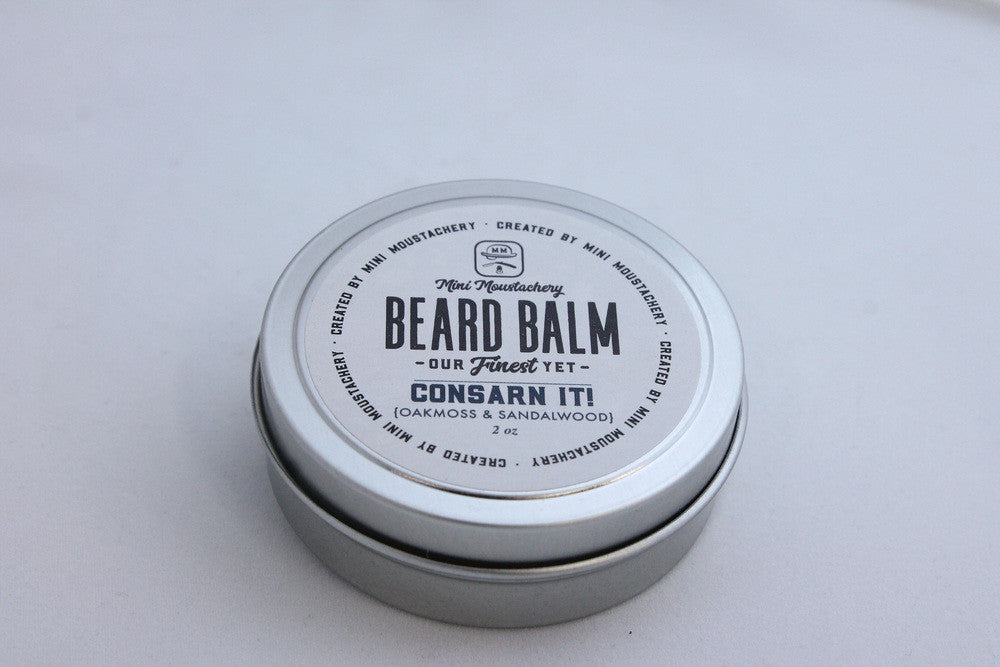 MM
Mini Moustachery
BEARD BALM
-OUR Finest YET-
CONSARN IT!
{OAKMOSS & SANDALWOOD}
2 oz
CREATED BY MINI MOUSTACHERY · CREATED BY MINI MOUSTACHERY · CREATED BY MINI MOUSTACHERY · CREATED BY MINI MOUSTACHERY ·